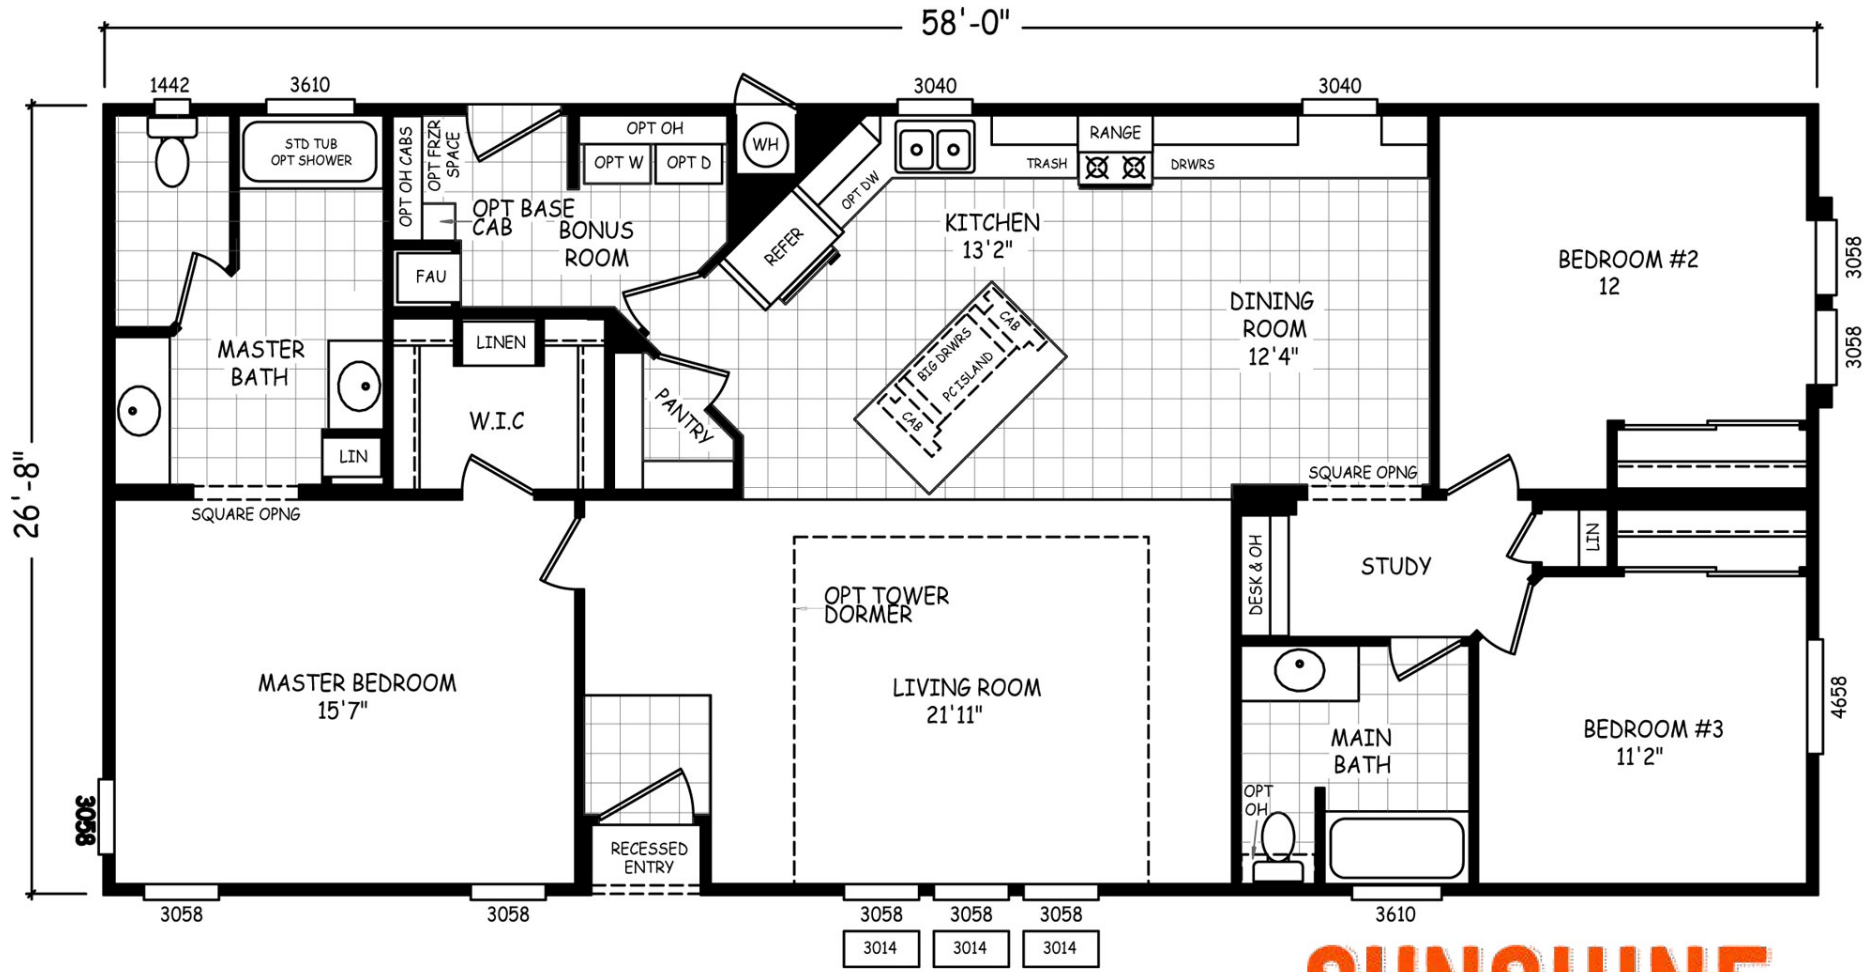 58'-0"
1442
3610
3040
3040
26'-8"
STD TUB
OPT SHOWER
OPT OH CABS
OPT FRZR
SPACE
OPT OH
OPT W
OPT D
WH
OPT BASE
CAB
BONUS
ROOM
FAU
REFER
OPT DW
TRASH
RANGE
DRWRS
KITCHEN
13'2"
DINING
ROOM
12'4"
BIG DRWRS
CAB
PC ISLAND
CAB
BEDROOM #2
12
3058
3058
MASTER
BATH
LINEN
W.I.C
PANTRY
LIN
SQUARE OPNG
SQUARE OPNG
DESK & OH
STUDY
LIN
OPT TOWER
DORMER
MASTER BEDROOM
15'7"
LIVING ROOM
21'11"
MAIN
BATH
OPT
OH
BEDROOM #3
11'2"
4658
3058
RECESSED
ENTRY
3058
3058
3058
3058
3058
3610
3014
3014
3014
SUNSHINE